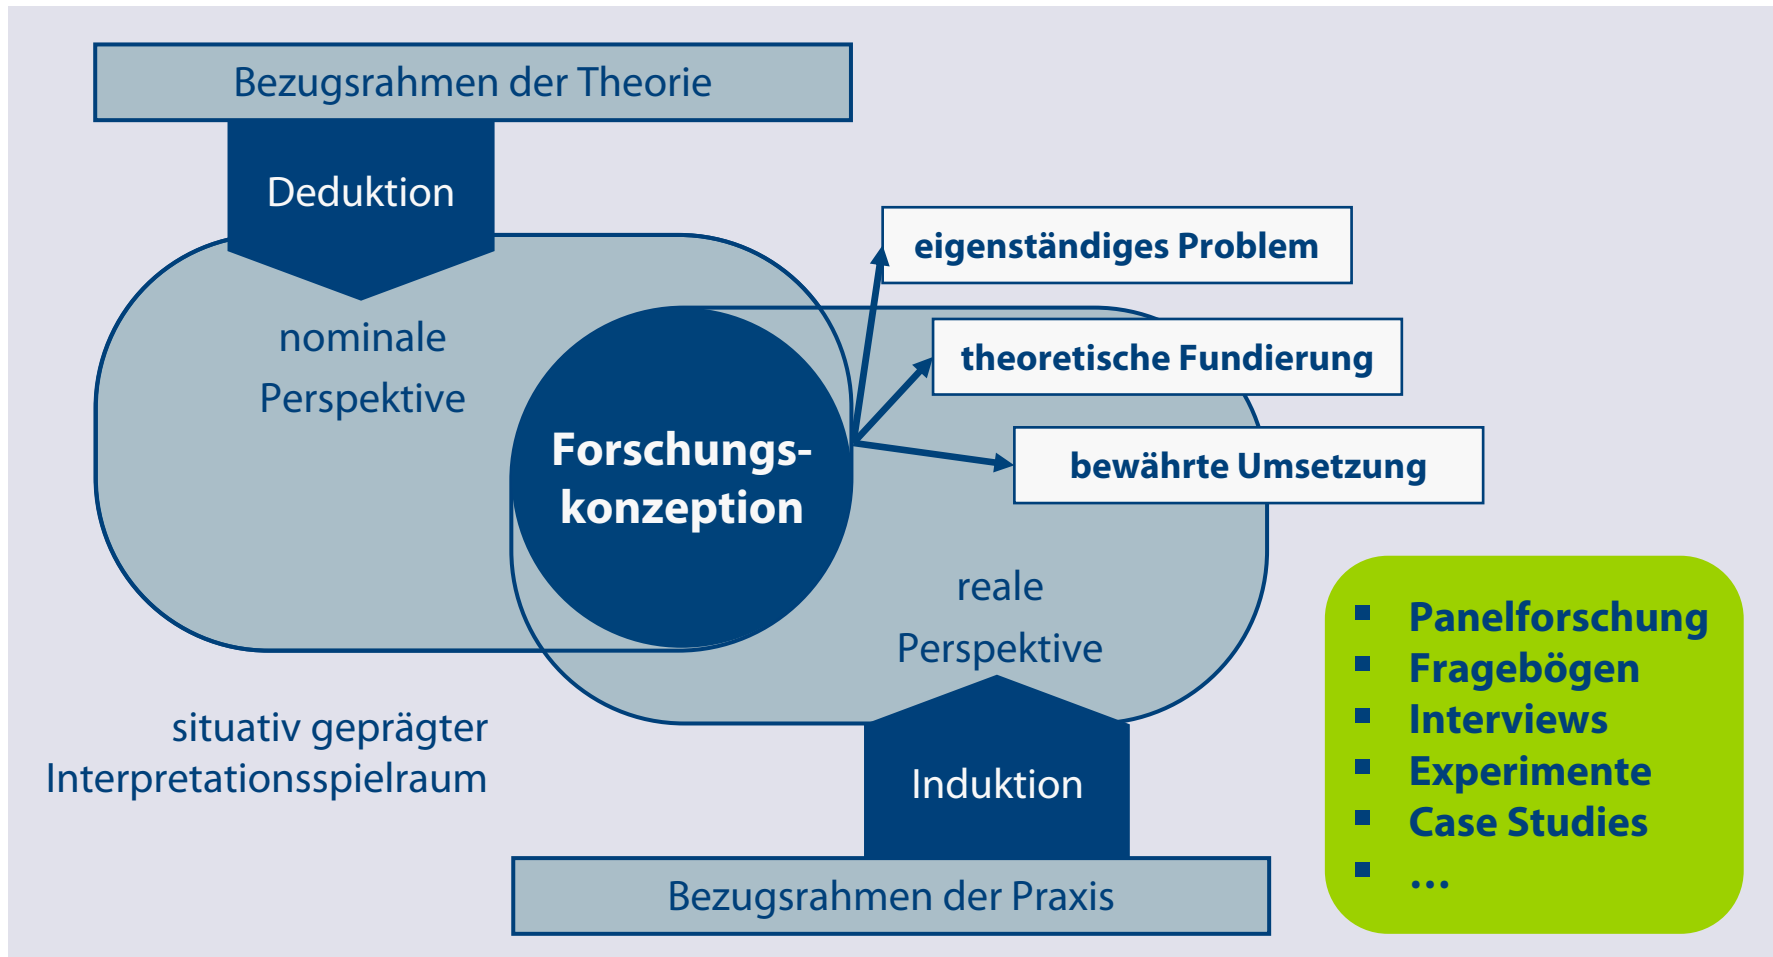 Bezugsrahmen der Theorie
Deduktion
nominale
Perspektive
Forschungs-
konzeption
eigenständiges Problem
theoretische Fundierung
bewährte Umsetzung
reale
Perspektive
situativ geprägter
Interpretationsspielraum
Induktion
Bezugsrahmen der Praxis
▪ Panelforschung
▪ Fragebögen
▪ Interviews
▪ Experimente
▪ Case Studies
▪ …